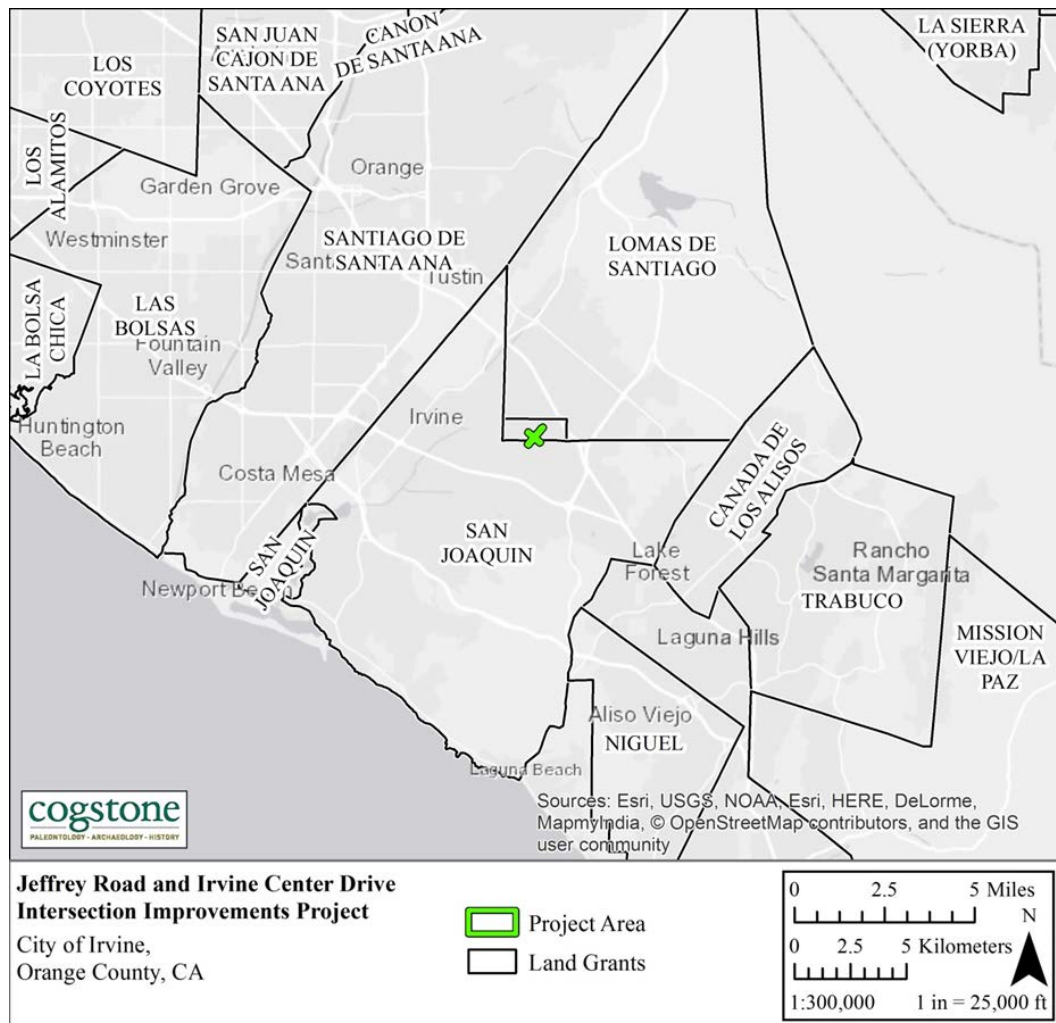 LOS
COYOTES
SAN JUAN
CAJON DE
SANTA ANA
CANON
DE SANTA ANA
LA SIERRA
(YORBA)
LOS
ALAMITOS
Garden Grove
Orange
Westminster
SANTIAGO DE
SANTA ANA
Tustin
LOMAS DE
SANTIAGO
LA BOLSA
CHICA
LAS
BOLSAS
Fountain
Valley
Huntington
Beach
Irvine
Costa Mesa
CANADA DE
LOS ALISOS
SAN
JOAQUIN
SAN
JOAQUIN
Lake
Forest
Rancho
Santa Margarita
TRABUCO
Newport Beach
Laguna Hills
MISSION
VIEJO/LA
PAZ
Aliso Viejo
NIGUEL
Laguna Beach
cogstone
PALEONTOLOGY - ARCHAEOLOGY - HISTORY
Sources: Esri, USGS, NOAA, Esri, HERE, DeLorme,
MapmyIndia, © OpenStreetMap contributors, and the GIS
user community
Jeffrey Road and Irvine Center Drive
Intersection Improvements Project
City of Irvine,
Orange County, CA
Project Area
Land Grants
0 2.5 5 Miles
N
0 2.5 5 Kilometers
1:300,000 1 in = 25,000 ft